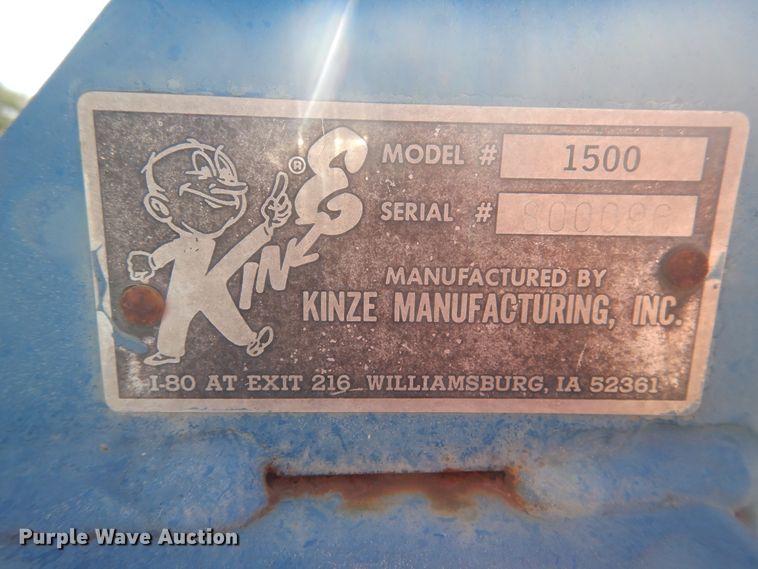 KINZE®
MODEL # 1500
SERIAL #
MANUFACTURED BY
KINZE MANUFACTURING, INC.
I-80 AT EXIT 216 WILLIAMSBURG, IA 52361
Purple Wave Auction